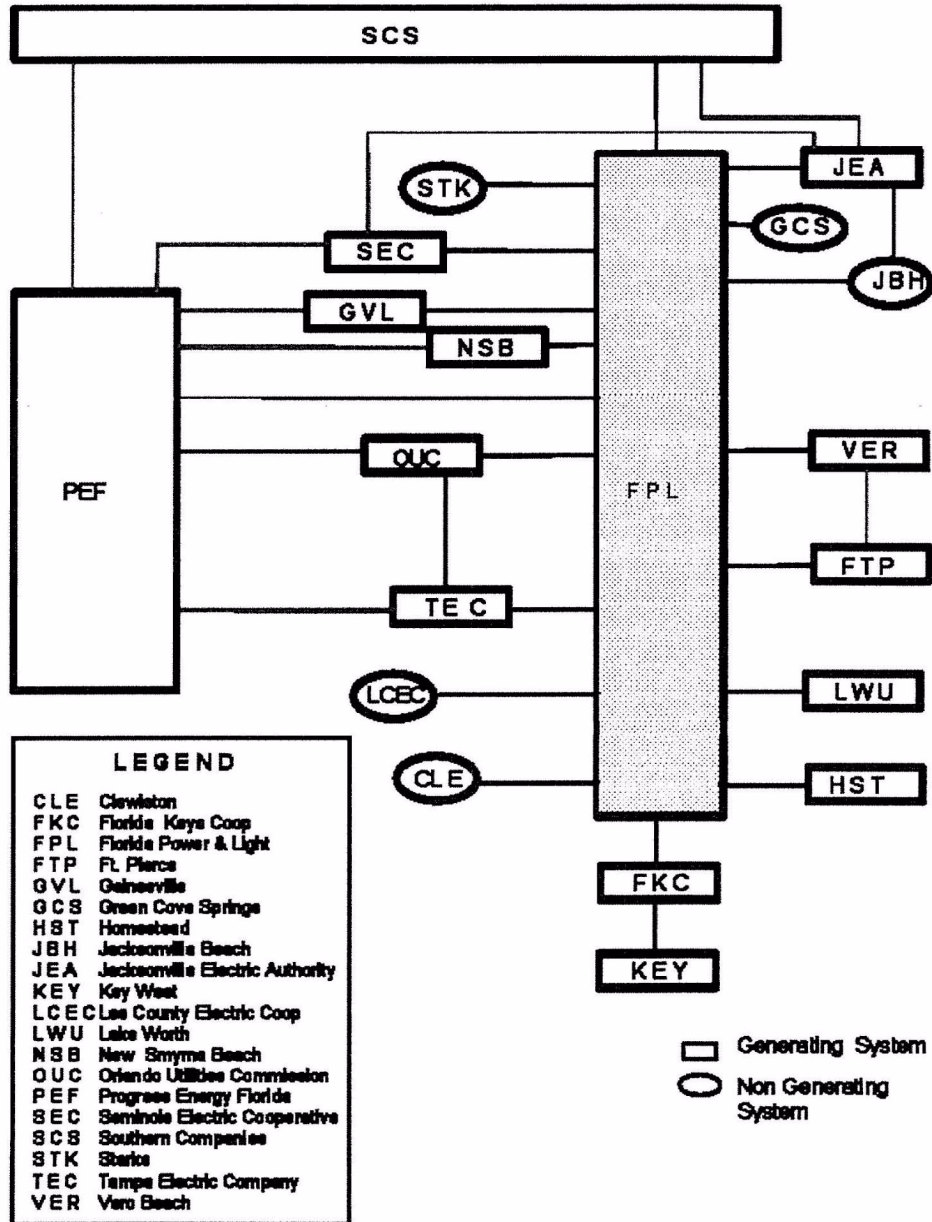 SCS
JEA
STK
GCS
SEC
JBH
GVL
NSB
OUC
VER
PEF
FPL
FTP
TEC
LCEC
LWU
CLE
HST
FKC
KEY
LEGEND
CLE Clewiston
FKC Florida Keys Coop
FPL Florida Power & Light
FTP Ft. Pierce
GVL Gainesville
GCS Green Cove Springs
HST Homestead
JBH Jacksonville Beach
JEA Jacksonville Electric Authority
KEY Key West
LCEC Lee County Electric Coop
LWU Lake Worth
NSB New Smyrna Beach
OUC Orlando Utilities Commission
PEF Progress Energy Florida
SEC Seminole Electric Cooperative
SCS Southern Companies
STK Starke
TEC Tampa Electric Company
VER Vero Beach
Generating System
Non Generating
System